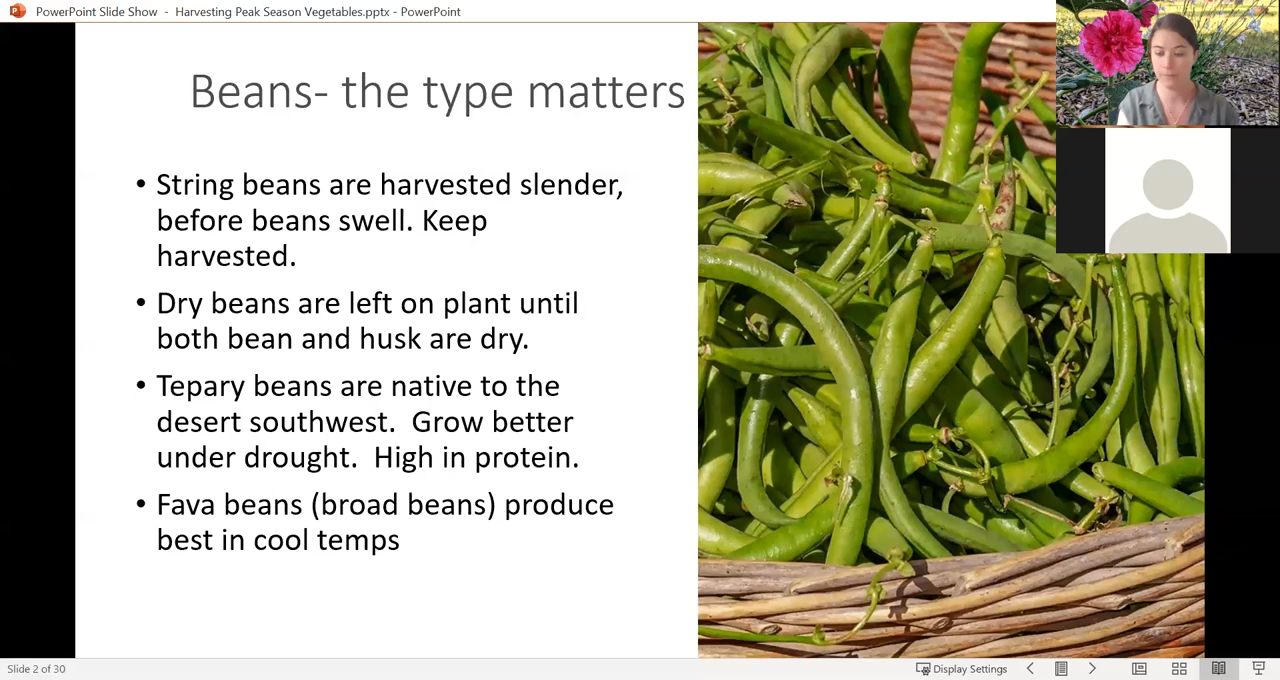 PowerPoint Slide Show - Harvesting Peak Season Vegetables.pptx - PowerPoint
Beans- the type matters
• String beans are harvested slender,
before beans swell. Keep
harvested.
• Dry beans are left on plant until
both bean and husk are dry.
• Tepary beans are native to the
desert southwest.  Grow better
under drought.  High in protein.
• Fava beans (broad beans) produce
best in cool temps
Slide 2 of 30
Display Settings